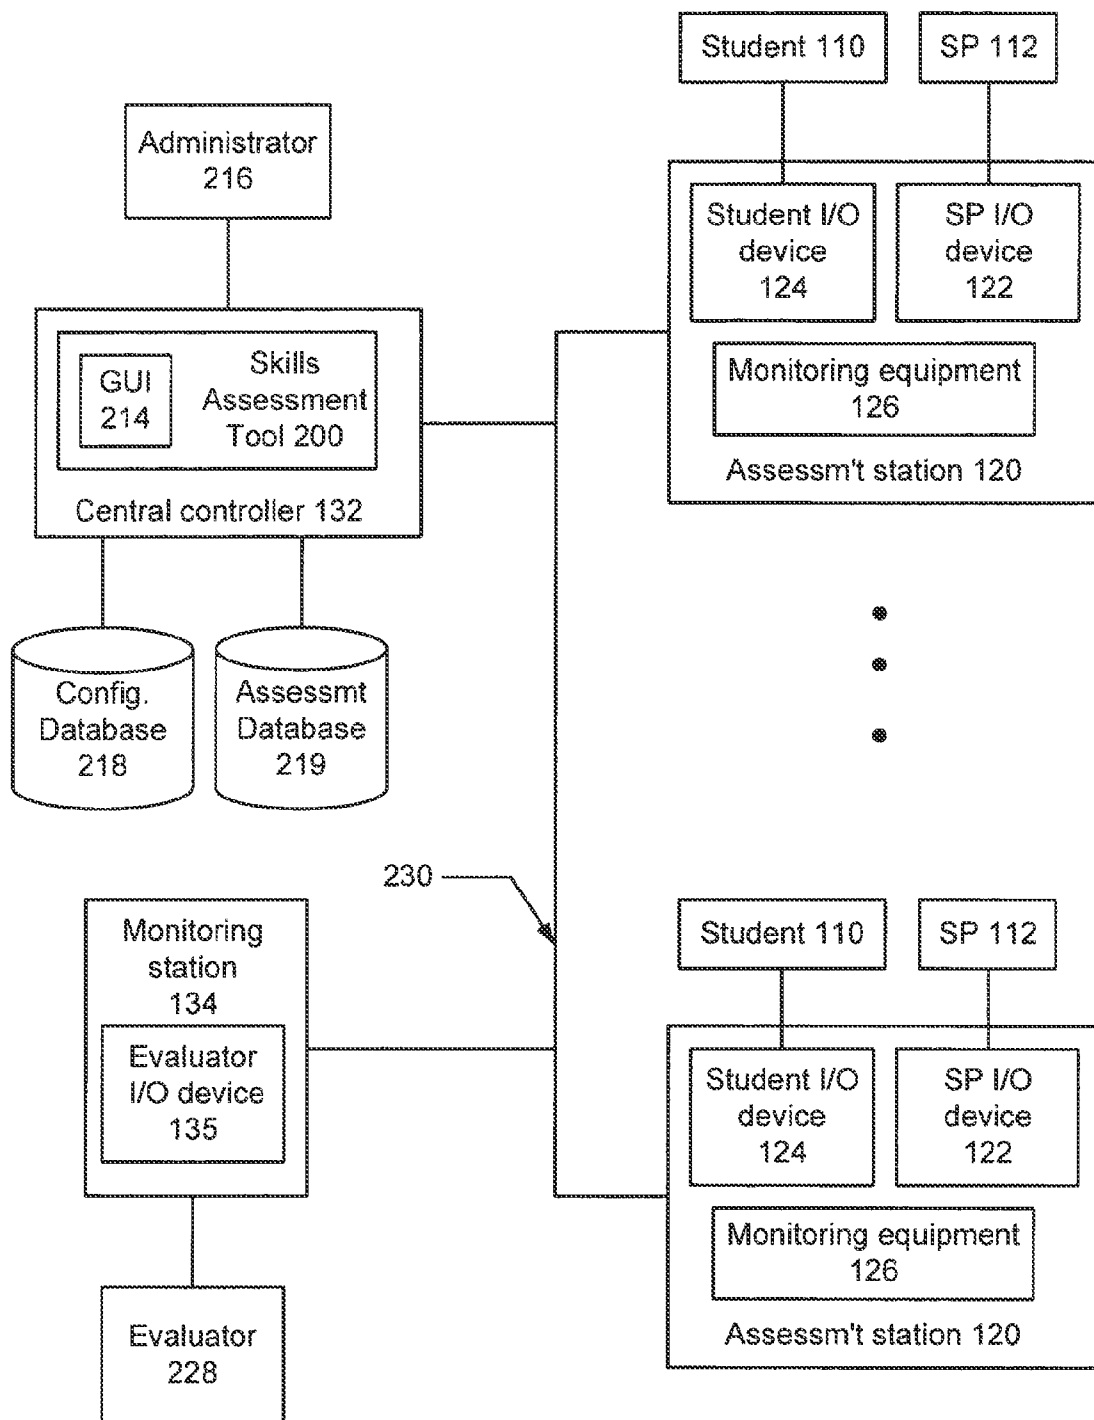 Student 110
SP 112
Administrator
216
Student I/O
device
124
SP I/O
device
122
Monitoring equipment
126
Assessm't station 120
GUI
214
Skills
Assessment
Tool 200
Central controller 132
Config.
Database
218
Assessmt
Database
219
230
Monitoring
station
134
Evaluator
I/O device
135
Evaluator
228
Student 110
SP 112
Student I/O
device
124
SP I/O
device
122
Monitoring equipment
126
Assessm't station 120